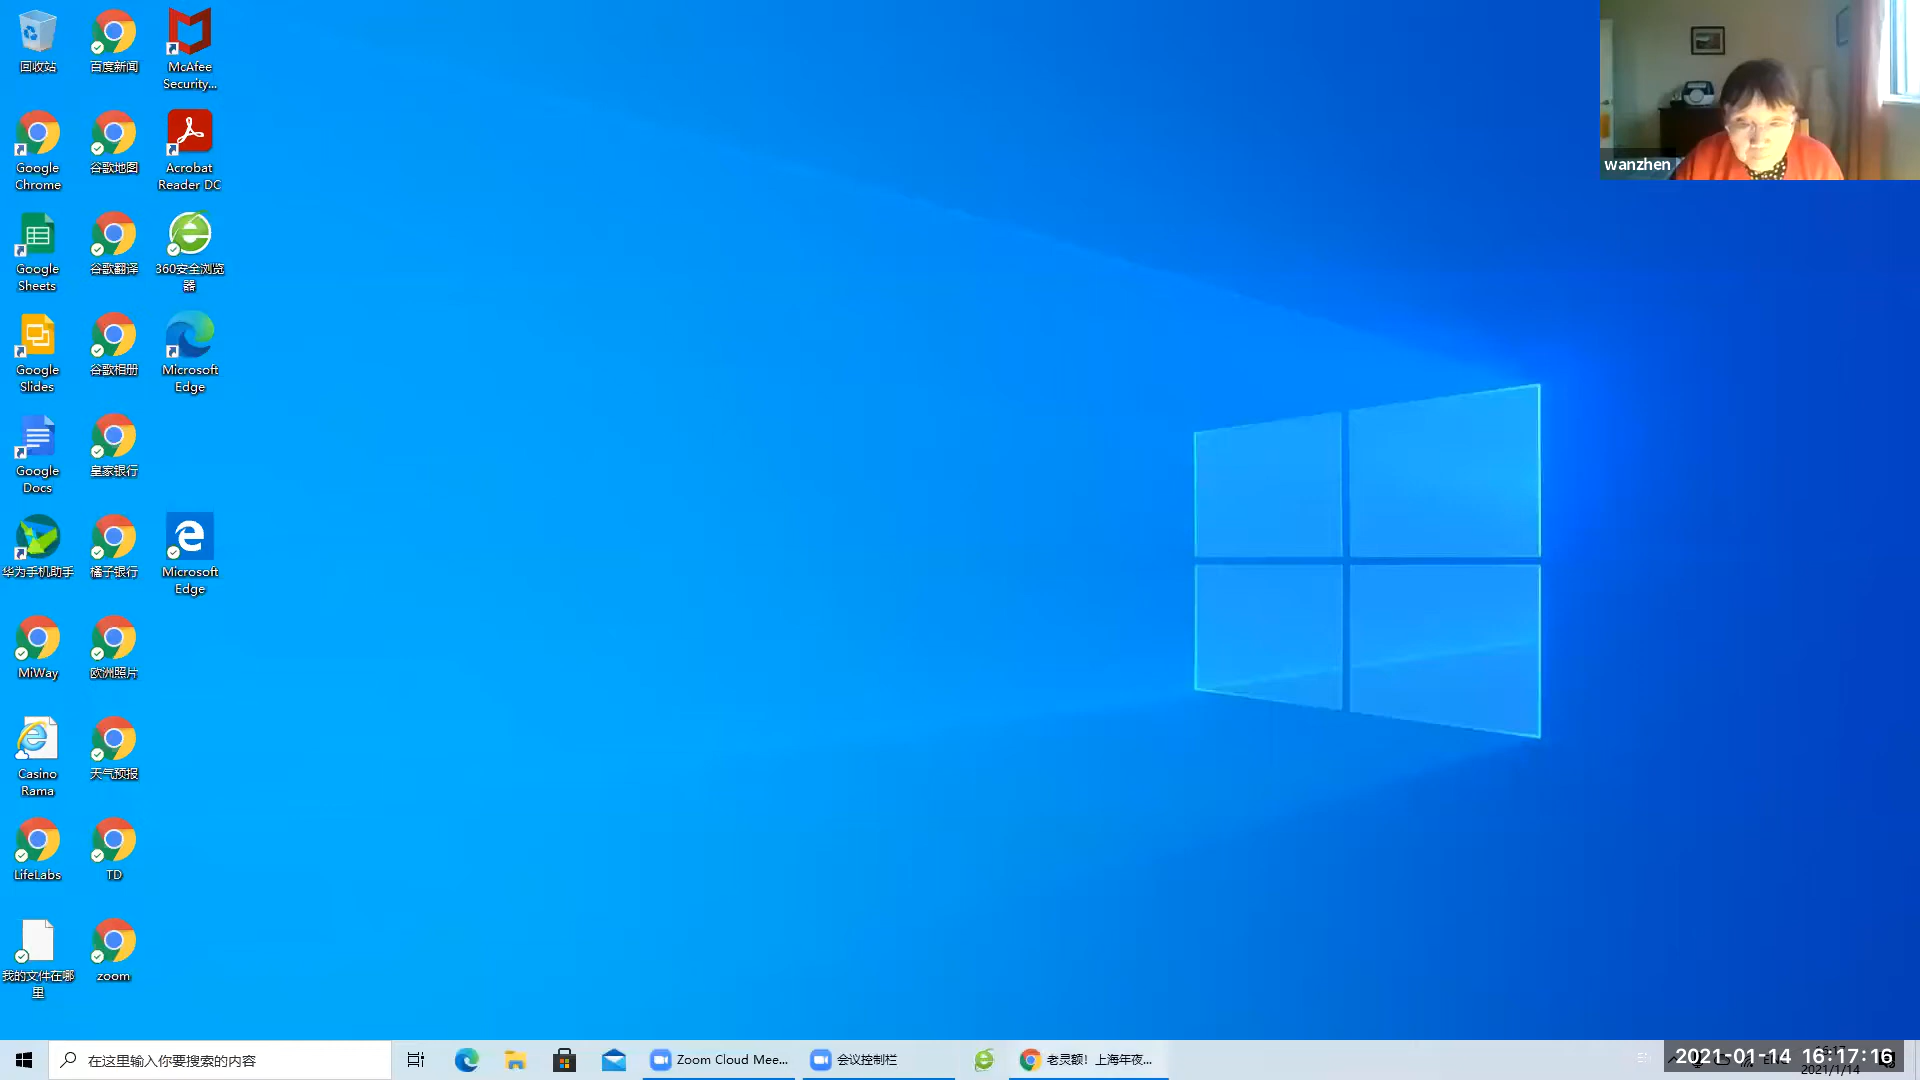 回收站
百度新闻
McAfee
Security...
Google
Chrome
谷歌地图
Acrobat
Reader DC
Google
Sheets
谷歌翻译
360安全浏览
器
Google
Slides
谷歌相册
Microsoft
Edge
Google
Docs
皇家银行
华为手机助手
橘子银行
Microsoft
Edge
MiWay
欧洲照片
Casino
Rama
天气预报
LifeLabs
TD
我的文件在哪
里
zoom
wanzhen
在这里输入你要搜索的内容
Zoom Cloud Mee...
会议控制栏
老灵额！上海年夜...
2021-01-14 16:17:16
2021/1/14